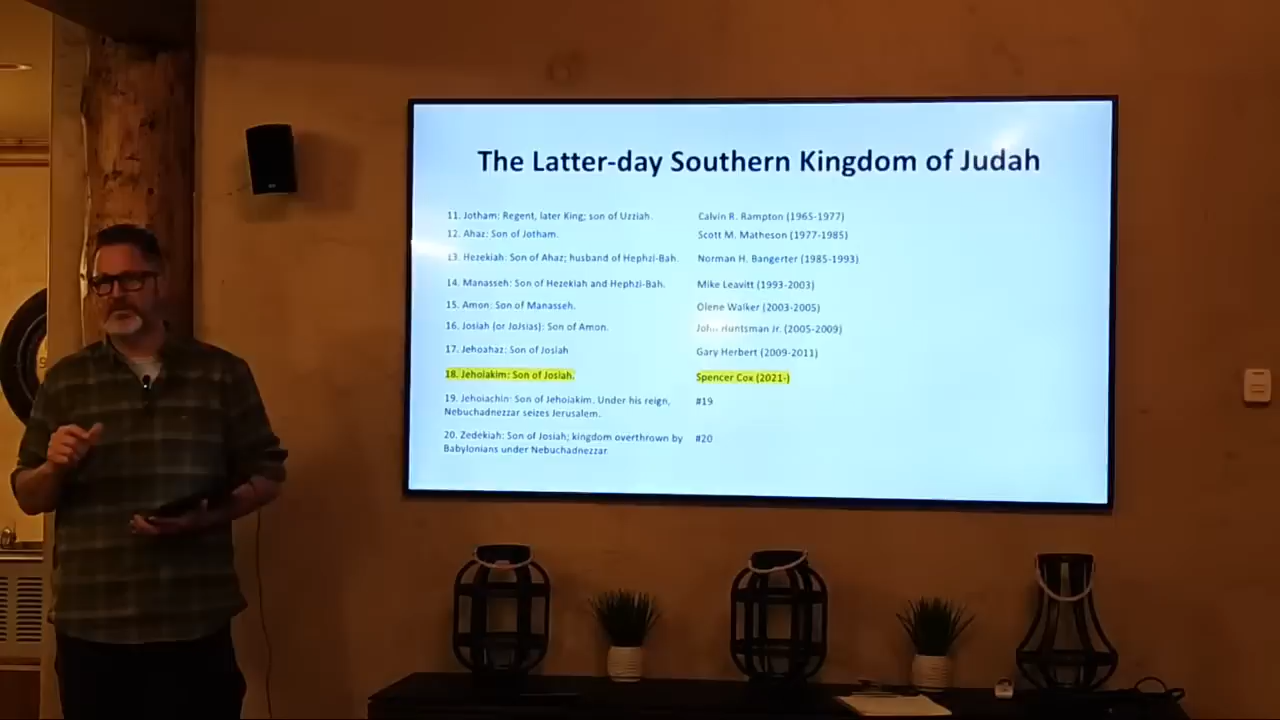 The Latter-day Southern Kingdom of Judah
11. Jotham: Regent, later King; son of Uzziah. Calvin R. Rampton (1965-1977)
12. Ahaz: Son of Jotham. Scott M. Matheson (1977-1985)
13. Hezekiah: Son of Ahaz; husband of Hephzi-Bah. Norman H. Bangerter (1985-1993)
14. Manasseh: Son of Hezekiah and Hephzi-Bah. Mike Leavitt (1993-2003)
15. Amon: Son of Manasseh. Olene Walker (2003-2005)
16. Josiah (or JoJsias): Son of Amon. John Huntsman Jr. (2005-2009)
17. Jehoahaz: Son of Josiah Gary Herbert (2009-2011)
18. Jehoiakim: Son of Josiah. Spencer Cox (2021-)
19. Jehoiachin: Son of Jehoiakim. Under his reign, #19
Nebuchadnezzar seizes Jerusalem.
20. Zedekiah: Son of Josiah; kingdom overthrown by #20
Babylonians under Nebuchadnezzar